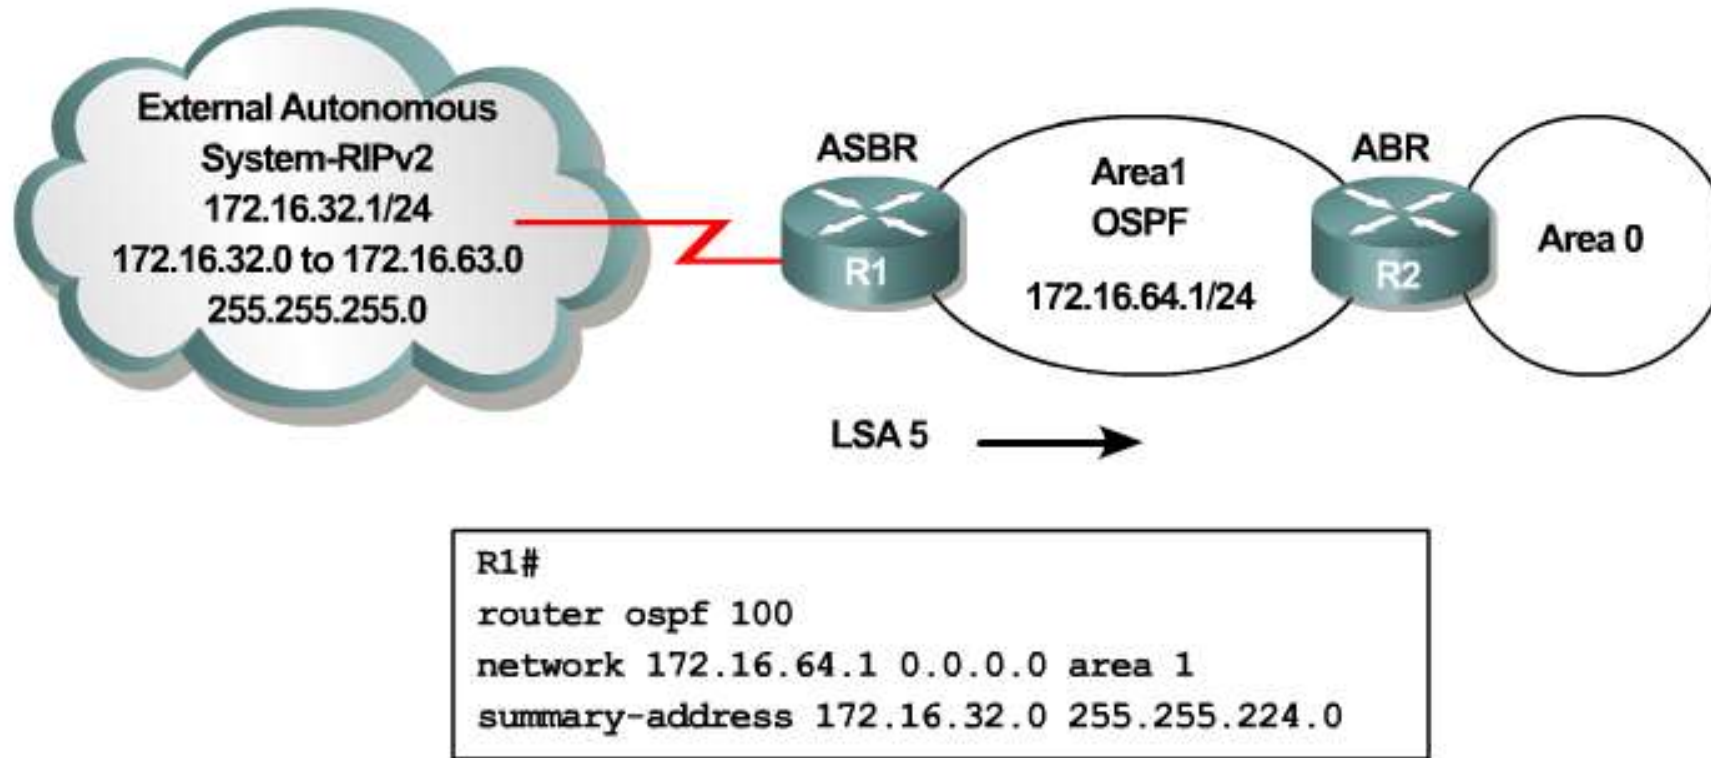 External Autonomous
System-RIPv2
172.16.32.1/24
172.16.32.0 to 172.16.63.0
255.255.255.0
ASBR
R1
Area1
OSPF
172.16.64.1/24
ABR
R2
Area 0
LSA 5
R1#
router ospf 100
network 172.16.64.1 0.0.0.0 area 1
summary-address 172.16.32.0 255.255.224.0